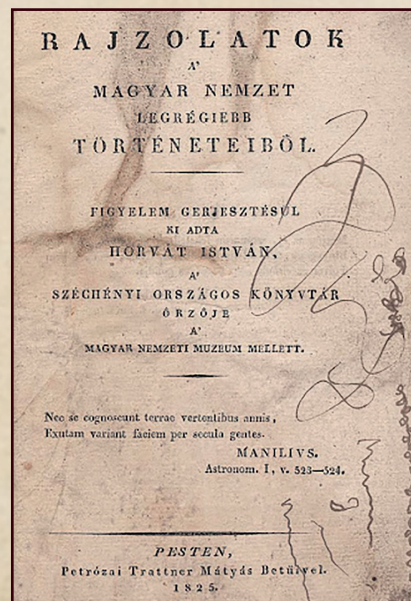 RAJZOLATOK
A'
MAGYAR NEMZET
LEGRÉGIEBB
TÖRTÉNETEIBŐL.
FIGYELEM GERJESZTÉSÜL
KI ADTA
HORVÁT ISTVÁN,
A'
SZÉCHÉNYI ORSZÁGOS KÖNYVTÁR
ŐRZŐJE
A'
MAGYAR NEMZETI MUZEUM MELLETT.
Nec se cognoscunt terrae vertentibus annis,
Exutam variant faciem per secula gentes.
MANILIVS.
Astronom. I, v. 523—524.
PESTEN,
Petrózai Trattner Mátyás Betűivel.
1825.